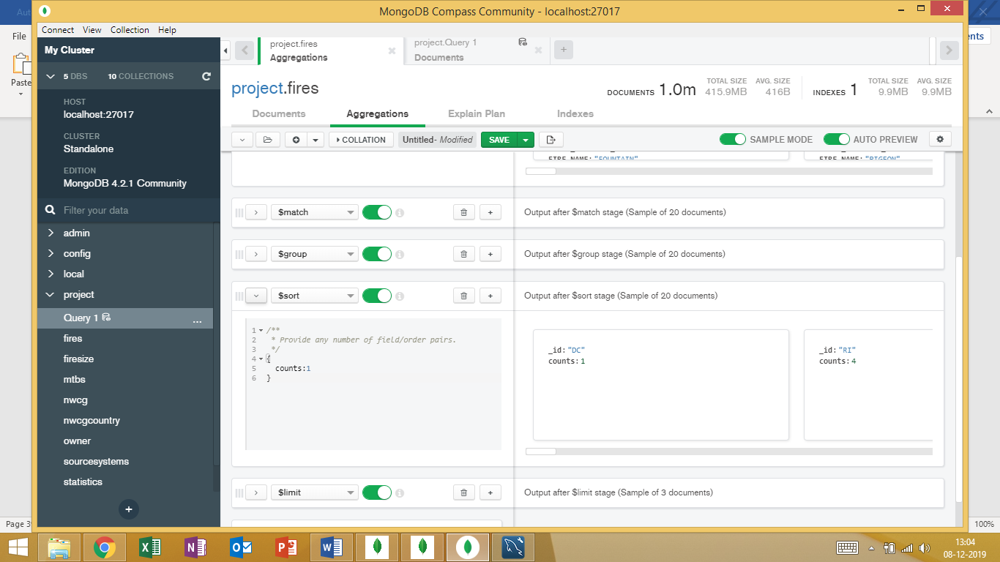 MongoDB Compass Community - localhost:27017
File
Paste
Connect View Collection Help
My Cluster
5 DBS 10 COLLECTIONS
HOST
localhost:27017
CLUSTER
Standalone
EDITION
MongoDB 4.2.1 Community
Filter your data
admin
config
local
project
Query 1 ...
fires
firesize
mtbs
nwcg
nwcgcountry
owner
sourcesystems
statistics
project.fires
Aggregations
project.Query 1
Documents
project.fires
DOCUMENTS 1.0m
TOTAL SIZE
415.9MB
AVG. SIZE
416B
INDEXES 1
TOTAL SIZE
9.9MB
AVG. SIZE
9.9MB
Documents Aggregations Explain Plan Indexes
COLLATION Untitled- Modified SAVE SAMPLE MODE AUTO PREVIEW
FIRE_NAME: "FOUNTAIN"
FIRE_NAME: "PIGEON"
$match
Output after $match stage (Sample of 20 documents)
$group
Output after $group stage (Sample of 20 documents)
$sort
Output after $sort stage (Sample of 20 documents)
1 /**
2 * Provide any number of field/order pairs.
3 */
4 {
5 counts:1
6 }
_id: "DC"
counts: 1
_id: "RI"
counts: 4
$limit
Output after $limit stage (Sample of 3 documents)
100%
13:04
08-12-2019